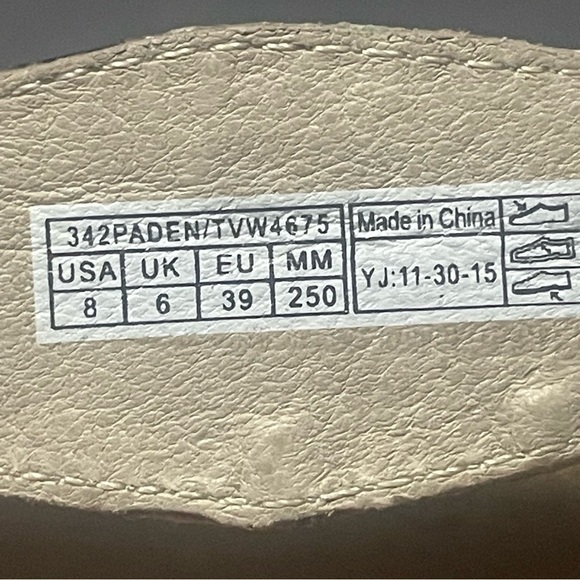 342PADEN/TVW4675
USA UK EU MM
8 6 39 250
Made in China
YJ:11-30-15